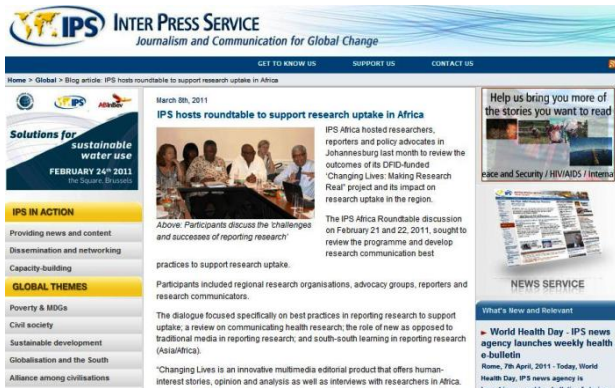 IPS INTER PRESS SERVICE
Journalism and Communication for Global Change
GET TO KNOW US SUPPORT US CONTACT US
Home > Global > Blog article: IPS hosts roundtable to support research uptake in Africa
IPS
ABInBev
Solutions for
sustainable
water use
FEBRUARY 24th 2011
the Square, Brussels
IPS IN ACTION
Providing news and content
Dissemination and networking
Capacity-building
GLOBAL THEMES
Poverty & MDGs
Civil society
Sustainable development
Globalisation and the South
Alliance among civilisations
March 8th, 2011
IPS hosts roundtable to support research uptake in Africa
IPS Africa hosted researchers,
reporters and policy advocates in
Johannesburg last month to review the
outcomes of its DFID-funded
'Changing Lives: Making Research
Real" project and its impact on
research uptake in the region.
Above: Participants discuss the 'challenges
and successes of reporting research'
The IPS Africa Roundtable discussion
on February 21 and 22, 2011, sought to
review the programme and develop
research communication best
practices to support research uptake.
Participants included regional research organisations, advocacy groups, reporters and
research communicators.
The dialogue focused specifically on best practices in reporting research to support
uptake; a review on communicating health research; the role of new as opposed to
traditional media in reporting research; and south-south learning in reporting research
(Asia/Africa).
"Changing Lives is an innovative multimedia editorial product that offers human-
interest stories, opinion and analysis as well as interviews with researchers in Africa.
Help us bring you more of
the stories you want to read
eace and Security / HIV/AIDS / Interna
NEWS SERVICE
What's New and Relevant
World Health Day - IPS news
agency launches weekly health
e-bulletin
Rome, 7th April, 2011 - Today, World
Health Day, IPS news agency is